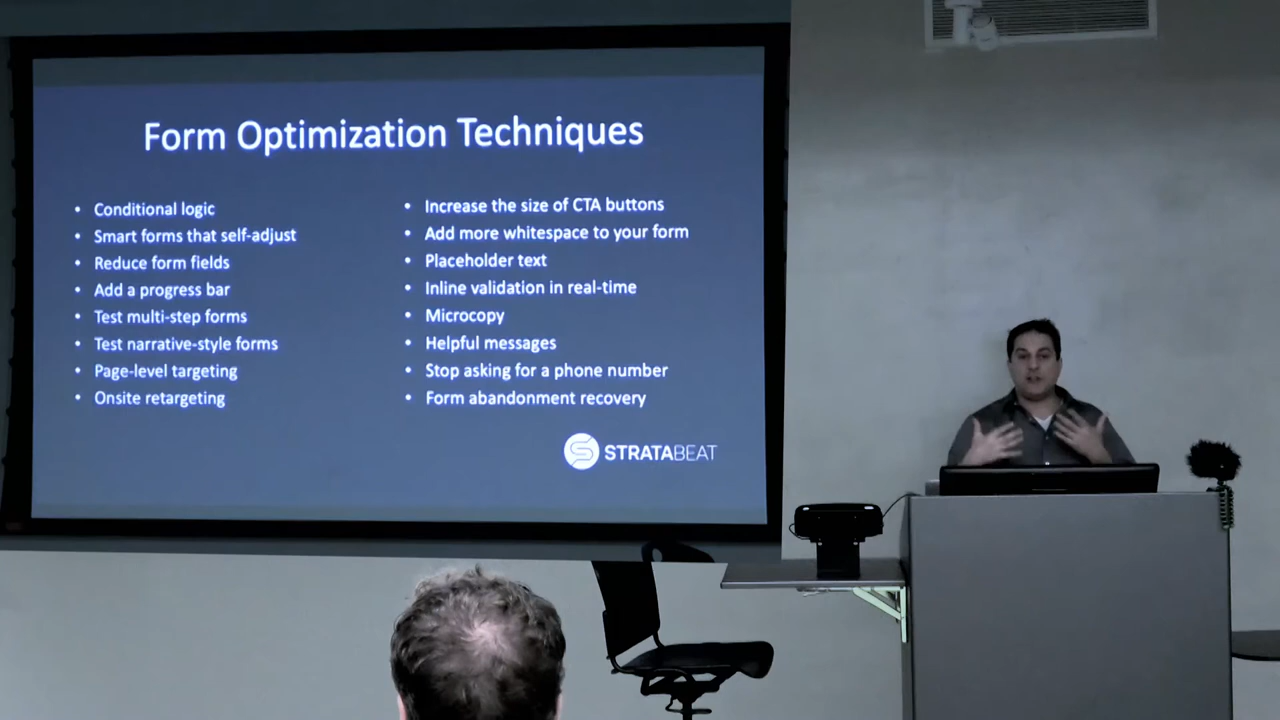 Form Optimization Techniques
• Conditional logic
• Smart forms that self-adjust
• Reduce form fields
• Add a progress bar
• Test multi-step forms
• Test narrative-style forms
• Page-level targeting
• Onsite retargeting
• Increase the size of CTA buttons
• Add more whitespace to your form
• Placeholder text
• Inline validation in real-time
• Microcopy
• Helpful messages
• Stop asking for a phone number
• Form abandonment recovery
STRATABEAT